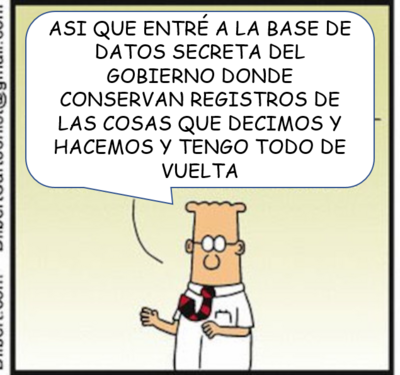 ASI QUE ENTRÉ A LA BASE DE
DATOS SECRETA DEL
GOBIERNO DONDE
CONSERVAN REGISTROS DE
LAS COSAS QUE DECIMOS Y
HACEMOS Y TENGO TODO DE
VUELTA